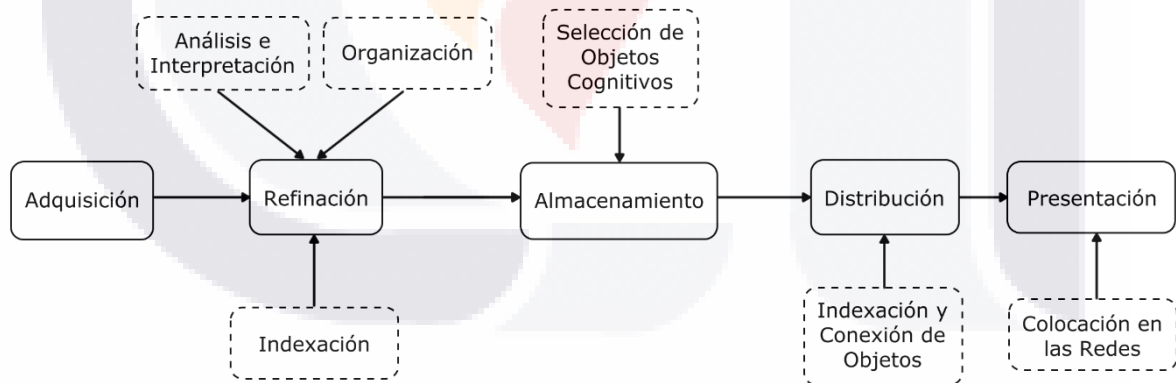 Análisis e
Interpretación
Organización
Selección de
Objetos
Cognitivos
Adquisición
Refinación
Almacenamiento
Distribución
Presentación
Indexación
Indexación y
Conexión de
Objetos
Colocación en
las Redes